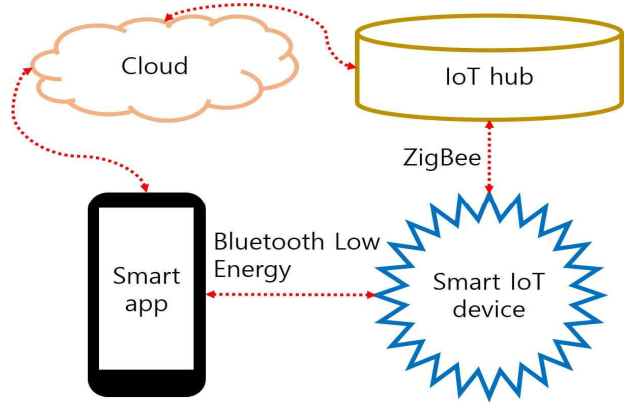 Cloud
IoT hub
ZigBee
Bluetooth Low
Energy
Smart
app
Smart IoT
device